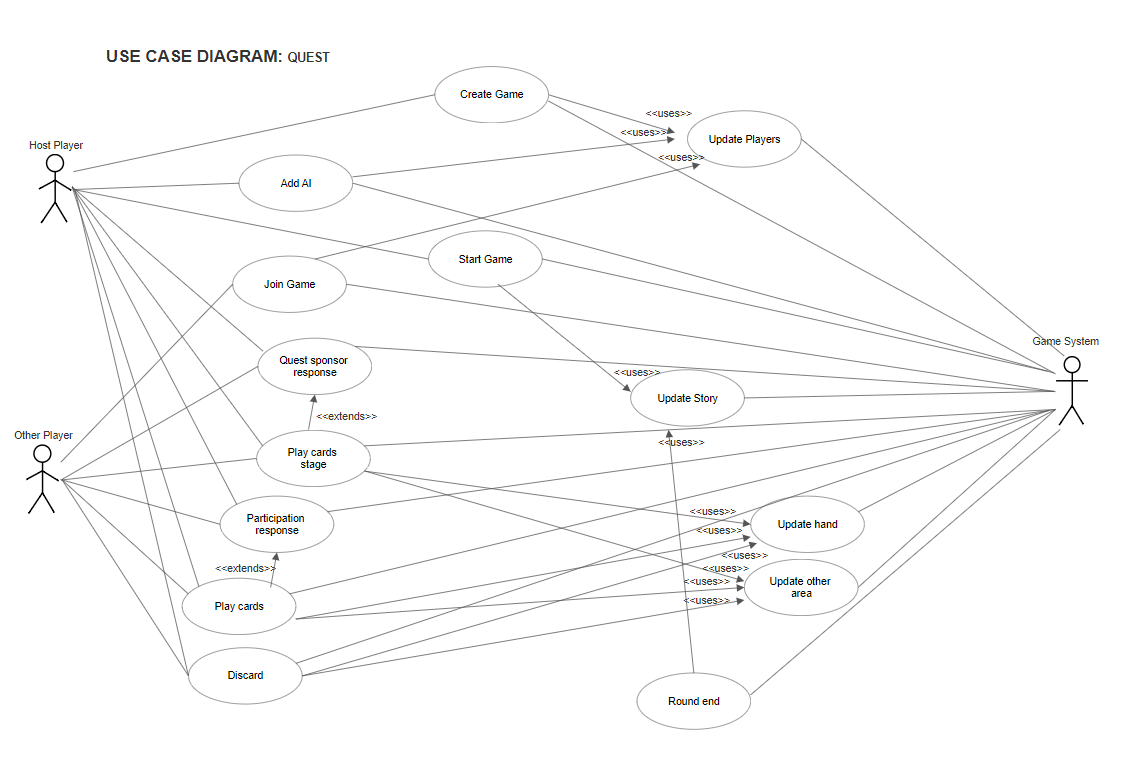 USE CASE DIAGRAM: QUEST
Create Game
<<uses>>
<<uses>>
Update Players
Host Player
<<uses>>
Add AI
Start Game
Join Game
Game System
Quest sponsor
response
<<uses>>
Update Story
<<extends>>
Other Player
<<uses>>
Play cards
stage
<<uses>>
Participation
response
Update hand
<<uses>>
<<uses>>
<<extends>>
<<uses>>
<<uses>>
Update other
area
<<uses>>
Play cards
Discard
Round end